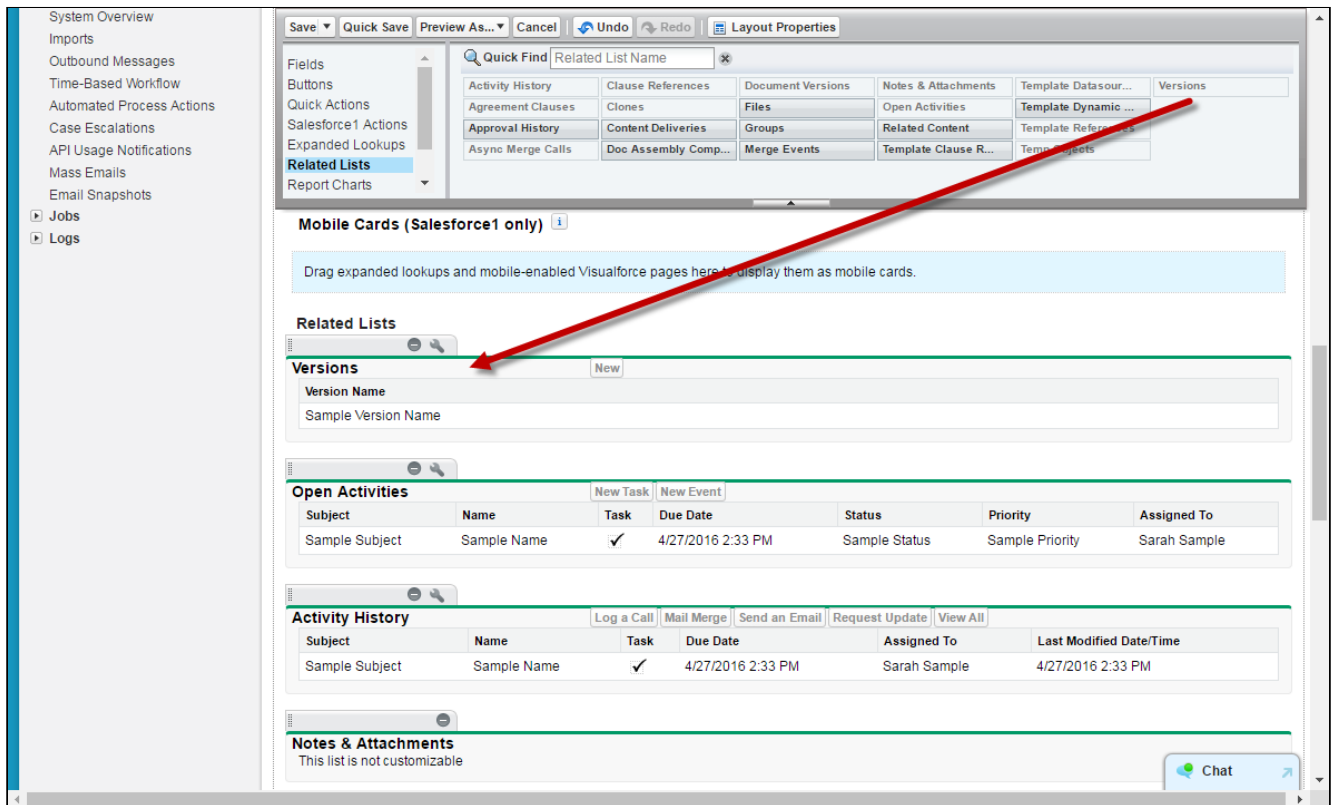 System Overview
Imports
Outbound Messages
Time-Based Workflow
Automated Process Actions
Case Escalations
API Usage Notifications
Mass Emails
Email Snapshots
Jobs
Logs
Save Quick Save Preview As... Cancel Undo Redo Layout Properties
Fields
Buttons
Quick Actions
Salesforce1 Actions
Expanded Lookups
Related Lists
Report Charts
Quick Find Related List Name
Activity History Clause References Document Versions Notes & Attachments Template Datasour... Versions
Agreement Clauses Clones Files Open Activities Template Dynamic ...
Approval History Content Deliveries Groups Related Content Template References
Async Merge Calls Doc Assembly Comp... Merge Events Template Clause R... Temp Objects
Mobile Cards (Salesforce1 only) i
Drag expanded lookups and mobile-enabled Visualforce pages here to display them as mobile cards.
Related Lists
Versions New
Version Name
Sample Version Name
Open Activities New Task New Event
Subject Name Task Due Date Status Priority Assigned To
Sample Subject Sample Name 4/27/2016 2:33 PM Sample Status Sample Priority Sarah Sample
Activity History Log a Call Mail Merge Send an Email Request Update View All
Subject Name Task Due Date Assigned To Last Modified Date/Time
Sample Subject Sample Name 4/27/2016 2:33 PM Sarah Sample 4/27/2016 2:33 PM
Notes & Attachments
This list is not customizable
Chat